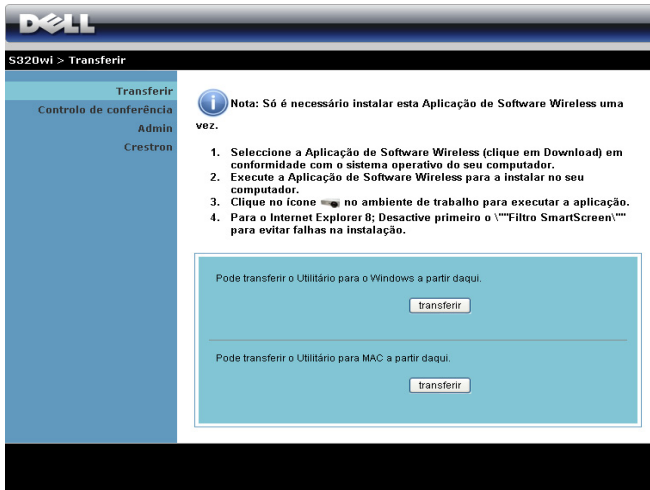 DELL
S320wi > Transferir
Transferir
Controlo de conferência
Admin
Crestron
Nota: Só é necessário instalar esta Aplicação de Software Wireless uma
vez.
1. Seleccione a Aplicação de Software Wireless (clique em Download) em
conformidade com o sistema operativo do seu computador.
2. Execute a Aplicação de Software Wireless para a instalar no seu
computador.
3. Clique no ícone no ambiente de trabalho para executar a aplicação.
4. Para o Internet Explorer 8; Desactive primeiro o \""Filtro SmartScreen\""
para evitar falhas na instalação.
Pode transferir o Utilitário para o Windows a partir daqui.
transferir
Pode transferir o Utilitário para MAC a partir daqui.
transferir